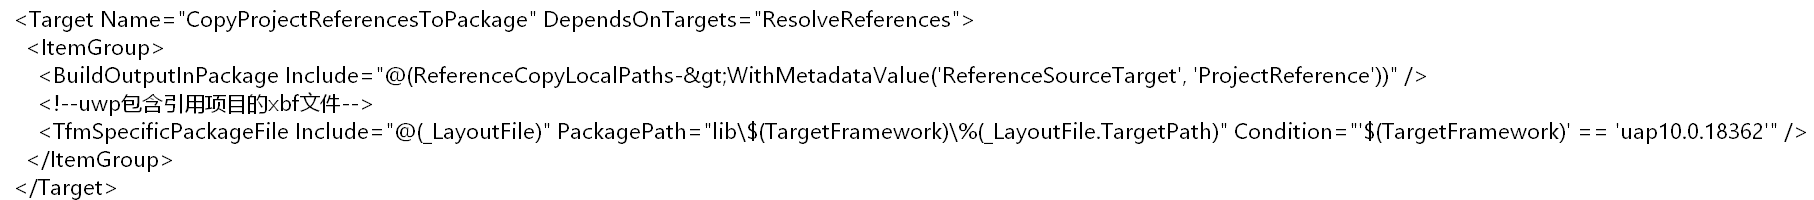 <Target Name="CopyProjectReferencesToPackage" DependsOnTargets="ResolveReferences">
<ItemGroup>
<BuildOutputInPackage Include="@(ReferenceCopyLocalPaths-&gt;WithMetadataValue('ReferenceSourceTarget', 'ProjectReference'))" />
<!--uwp包含引用项目的xbf文件-->
<TfmSpecificPackageFile Include="@(_LayoutFile)" PackagePath="lib\$(TargetFramework)\%(_LayoutFile.TargetPath)" Condition="'$(TargetFramework)' == 'uap10.0.18362'" />
</ItemGroup>
</Target>